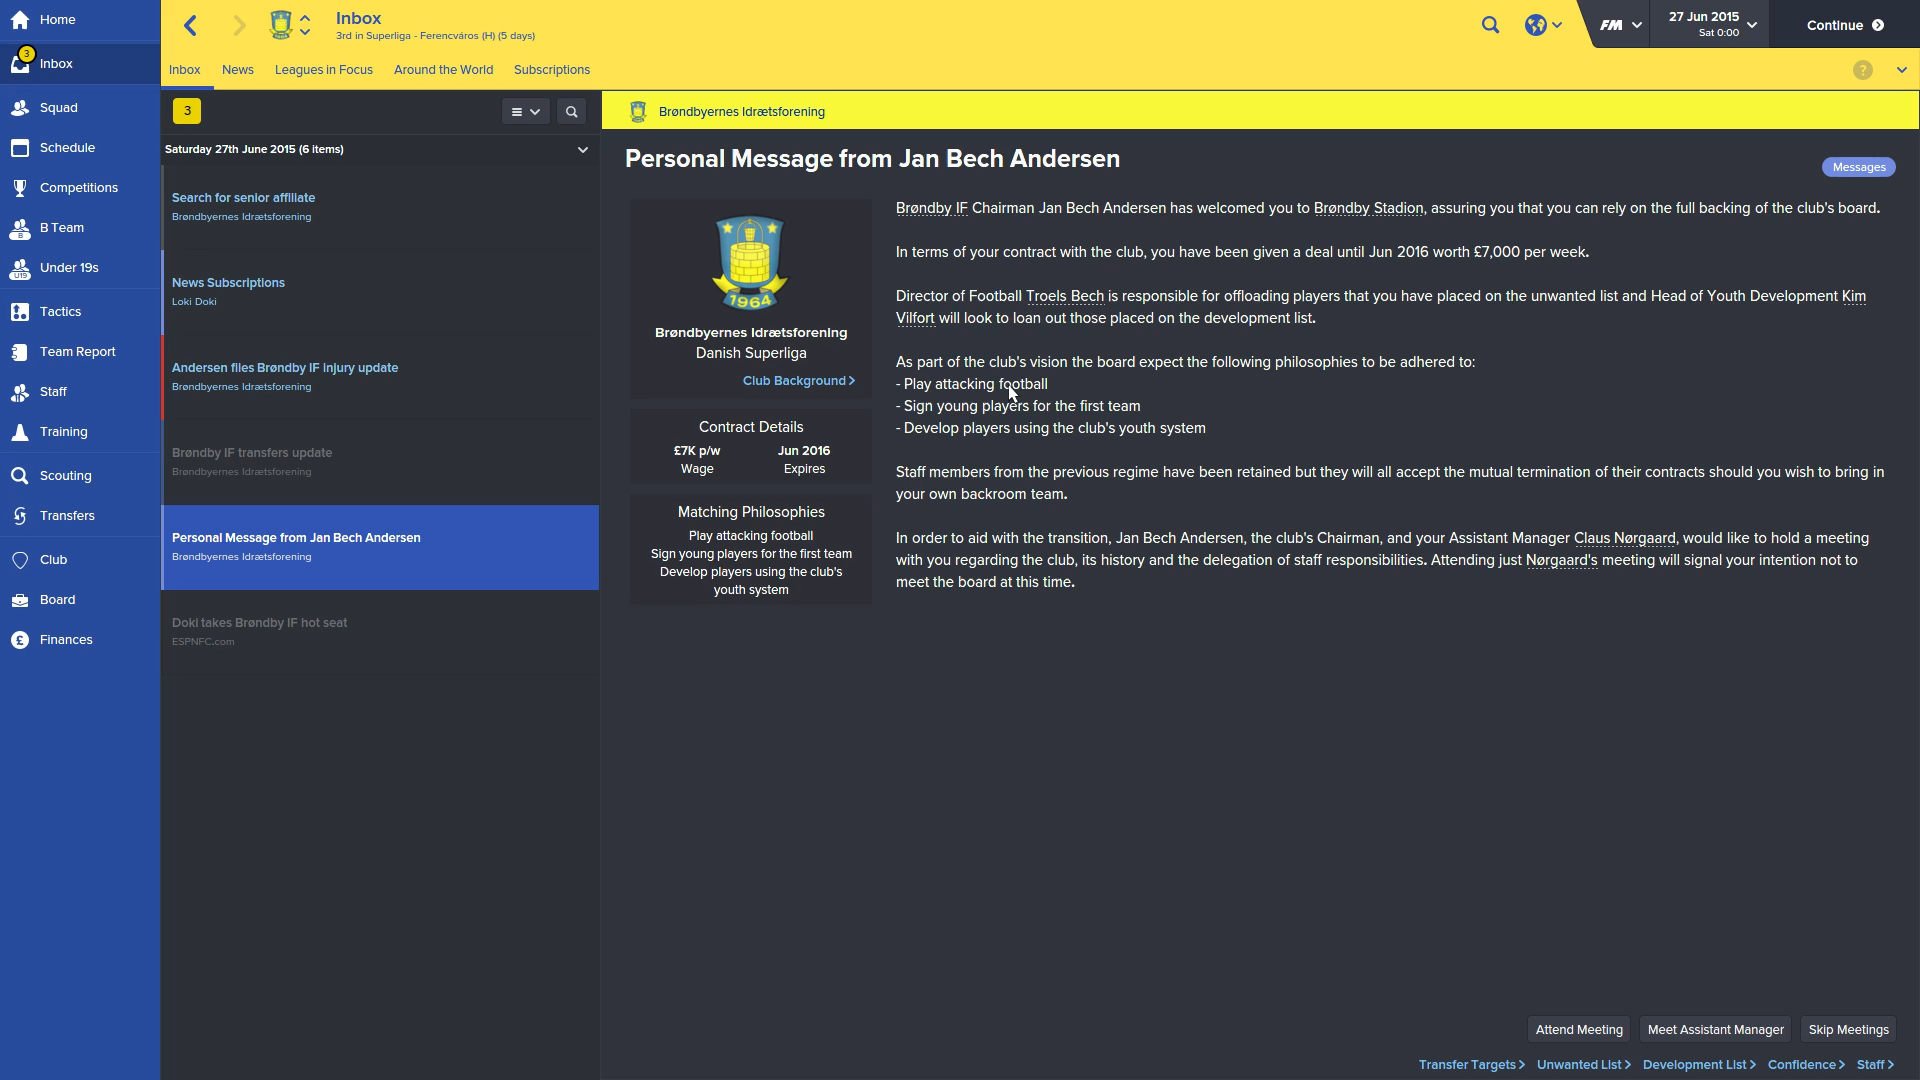 Home
3
Inbox
Squad
Schedule
Competitions
B
B Team
U19
Under 19s
Tactics
Team Report
Staff
Training
Scouting
Transfers
Club
Board
£
Finances
Inbox
3rd in Superliga - Ferencváros (H) (5 days)
FM
27 Jun 2015
Sat 0:00
Continue
Inbox
News
Leagues in Focus
Around the World
Subscriptions
?
3
Saturday 27th June 2015 (6 items)
Search for senior affiliate
Brøndbyernes Idrætsforening
News Subscriptions
Loki Doki
Andersen files Brøndby IF injury update
Brøndbyernes Idrætsforening
Brøndby IF transfers update
Brøndbyernes Idrætsforening
Personal Message from Jan Bech Andersen
Brøndbyernes Idrætsforening
Doki takes Brøndby IF hot seat
ESPNFC.com
Brøndbyernes Idrætsforening
Personal Message from Jan Bech Andersen
Messages
1964
Brøndbyernes Idrætsforening
Danish Superliga
Club Background >
Contract Details
£7K p/w Jun 2016
Wage Expires
Matching Philosophies
Play attacking football
Sign young players for the first team
Develop players using the club's
youth system
Brøndby IF Chairman Jan Bech Andersen has welcomed you to Brøndby Stadion, assuring you that you can rely on the full backing of the club's board.
In terms of your contract with the club, you have been given a deal until Jun 2016 worth £7,000 per week.
Director of Football Troels Bech is responsible for offloading players that you have placed on the unwanted list and Head of Youth Development Kim
Vilfort will look to loan out those placed on the development list.
As part of the club's vision the board expect the following philosophies to be adhered to:
- Play attacking football
- Sign young players for the first team
- Develop players using the club's youth system
Staff members from the previous regime have been retained but they will all accept the mutual termination of their contracts should you wish to bring in
your own backroom team.
In order to aid with the transition, Jan Bech Andersen, the club's Chairman, and your Assistant Manager Claus Nørgaard, would like to hold a meeting
with you regarding the club, its history and the delegation of staff responsibilities. Attending just Nørgaard's meeting will signal your intention not to
meet the board at this time.
Attend Meeting
Meet Assistant Manager
Skip Meetings
Transfer Targets >
Unwanted List >
Development List >
Confidence >
Staff >